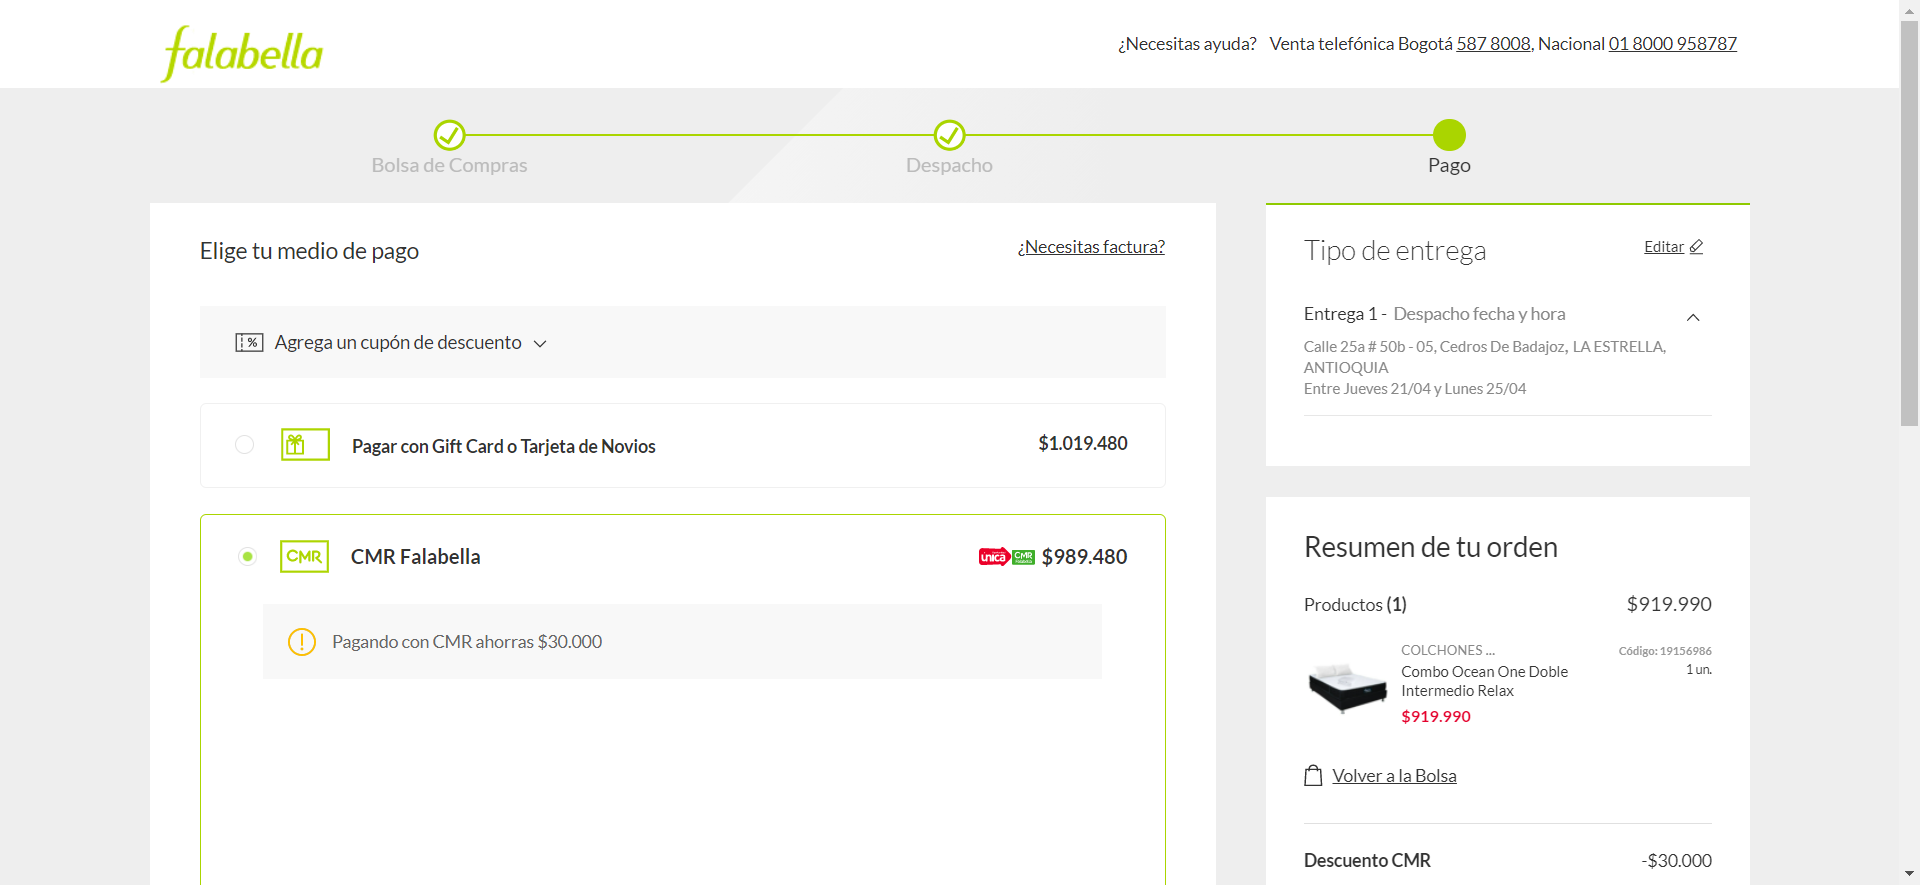 falabella
¿Necesitas ayuda? Venta telefónica Bogotá 587 8008, Nacional 01 8000 958787
Bolsa de Compras
Despacho
Pago
Elige tu medio de pago
¿Necesitas factura?
% Agrega un cupón de descuento
Pagar con Gift Card o Tarjeta de Novios
$1.019.480
CMR CMR Falabella
única CMR $989.480
Pagando con CMR ahorras $30.000
Tipo de entrega
Editar
Entrega 1 - Despacho fecha y hora
Calle 25a # 50b - 05, Cedros De Badajoz, LA ESTRELLA,
ANTIOQUIA
Entre Jueves 21/04 y Lunes 25/04
Resumen de tu orden
Productos (1)
$919.990
COLCHONES ...
Código: 19156986
Combo Ocean One Doble
1 un.
Intermedio Relax
$919.990
Volver a la Bolsa
Descuento CMR
-$30.000